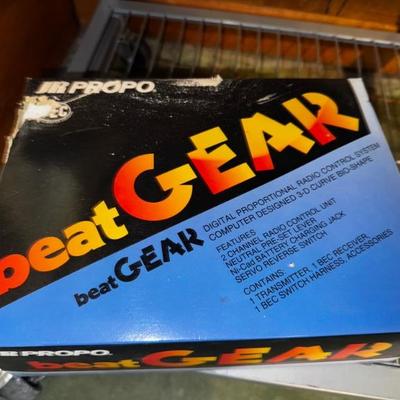 JR PROPO
BEC
beat GEAR
beat GEAR
DIGITAL PROPORTIONAL RADIO CONTROL SYSTEM
COMPUTER DESIGNED 3-D CURVE BIO-SHAPE
FEATURES
2 CHANNEL RADIO CONTROL UNIT
NEUTRAL PRE-SET LEVER
Ni-Cad BATTERY CHARGING JACK
SERVO REVERSE SWITCH
CONTAINS:
1 TRANSMITTER, 1 BEC RECEIVER,
1 BEC SWITCH HARNESS, ACCESSORIES
JR PROPO
beat GEAR